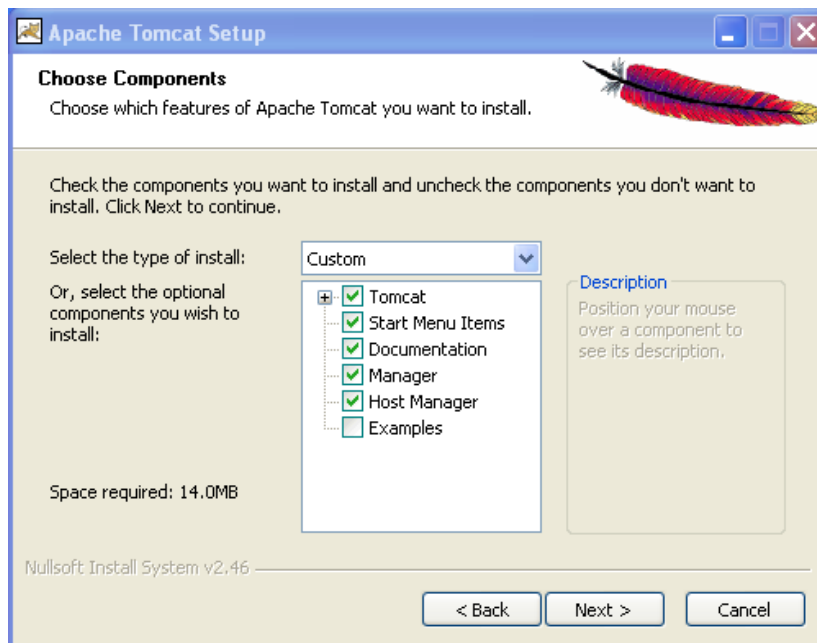 Apache Tomcat Setup
Choose Components
Choose which features of Apache Tomcat you want to install.
Check the components you want to install and uncheck the components you don't want to
install. Click Next to continue.
Select the type of install:
Custom
Or, select the optional
components you wish to
install:
Tomcat
Start Menu Items
Documentation
Manager
Host Manager
Examples
Description
Position your mouse
over a component to
see its description.
Space required: 14.0MB
Nullsoft Install System v2.46
< Back
Next >
Cancel